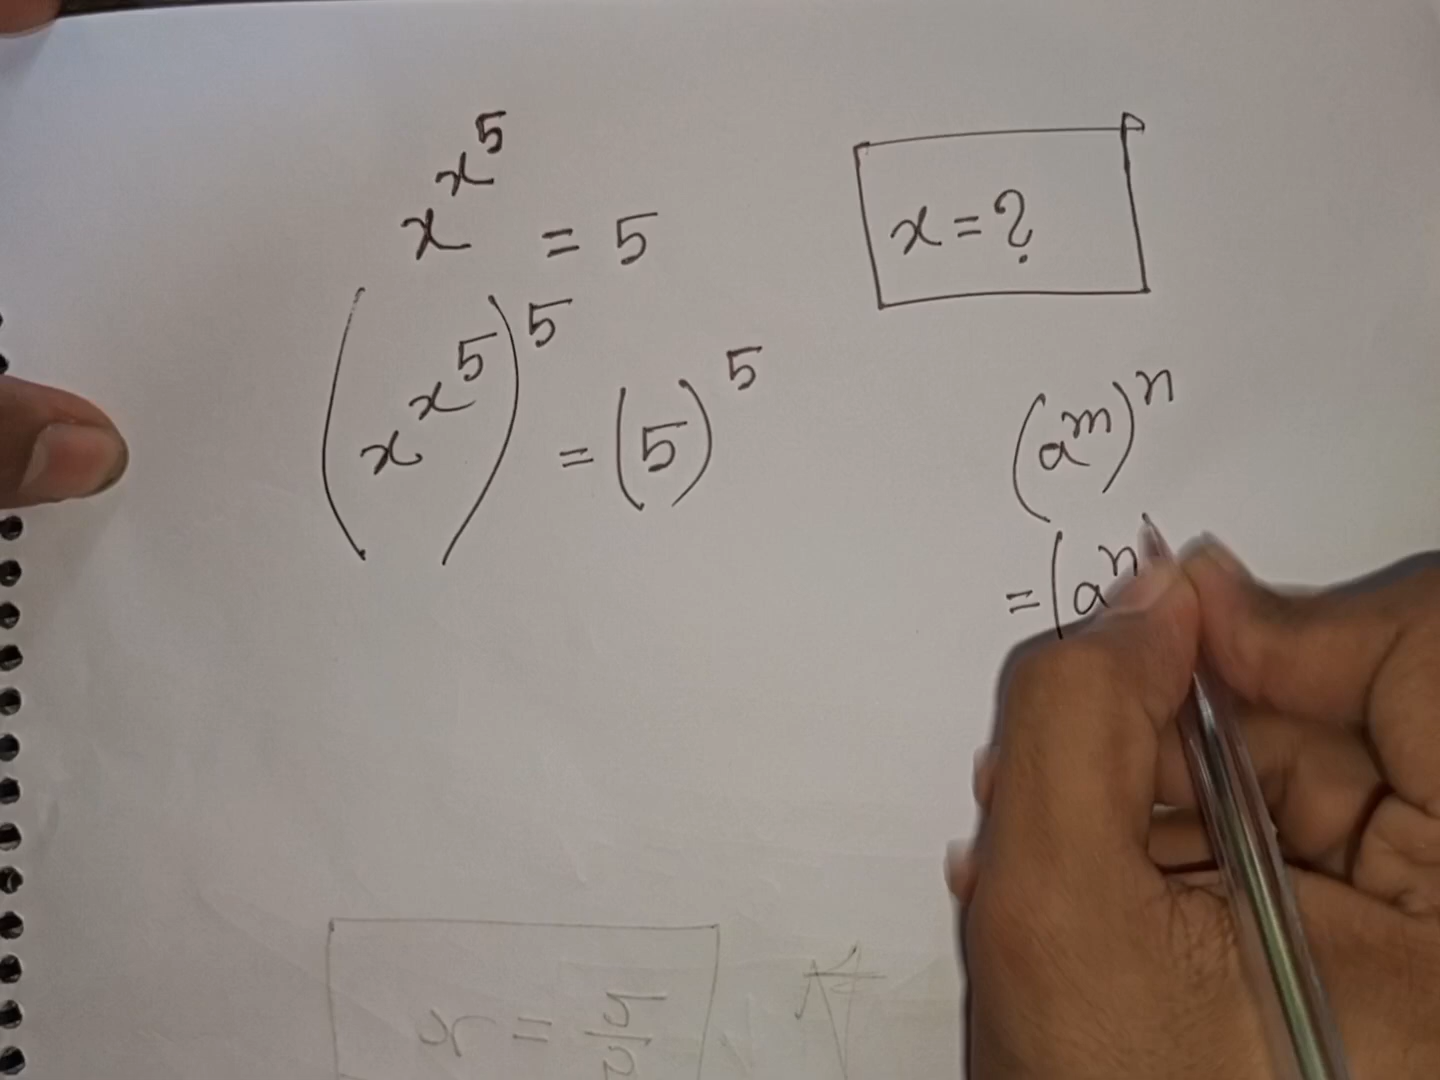 x^{x^5} = 5
x = ?
(x^{x^5})^5 = (5)^5
(a^m)^n
= (a^n